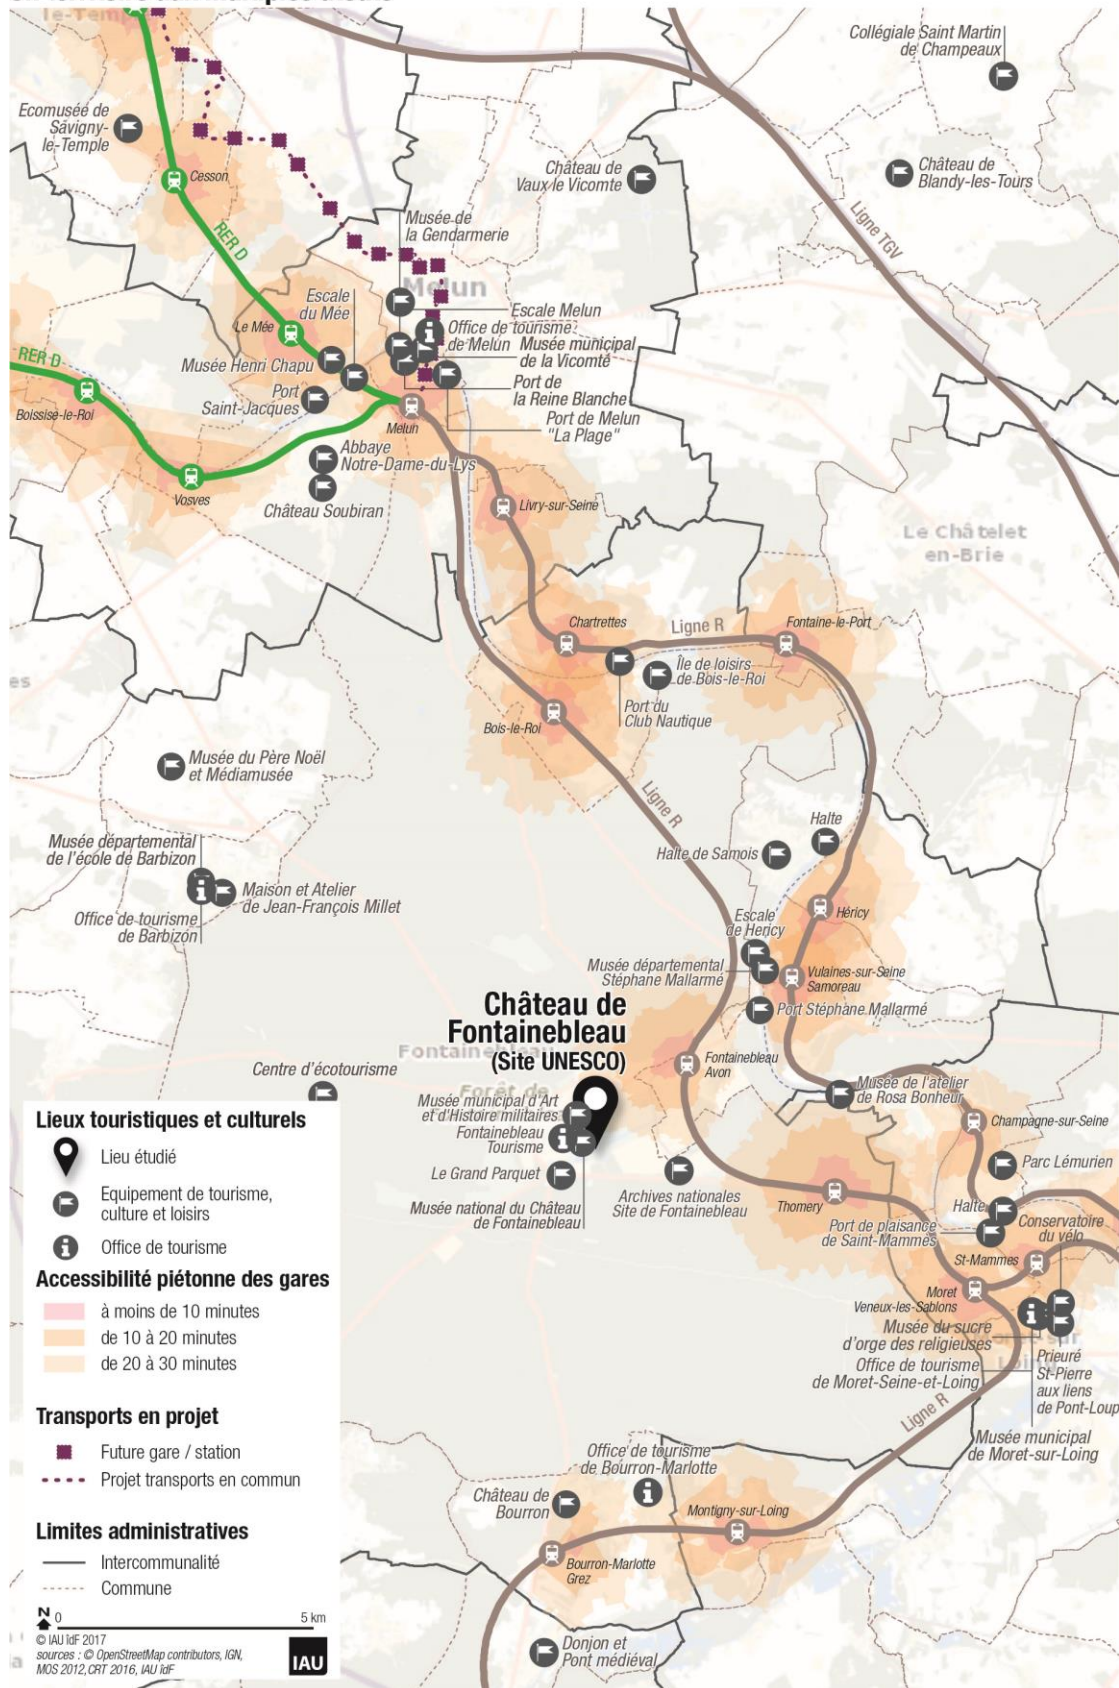 le-Temple
Collégiale Saint Martin
de Champeaux
Ecomusée de
Savigny-
le-Temple
Cesson
Château de
Vaux le Vicomte
Château de
Blandy-les-Tours
RER D
Musée de
la Gendarmerie
Ligne TGV
Melun
Escale
du Mée
Escale Melun
Le Mée
Office de tourisme
de Melun
Musée municipal
de la Vicomté
RER D
Musée Henri Chapu
Port
Saint-Jacques
Port de
la Reine Blanche
Boissise-le-Roi
Melun
Port de Melun
"La Plage"
Abbaye
Notre-Dame-du-Lys
Vosves
Château Soubiran
Livry-sur-Seine
Le Châtelet
en-Brie
Chartrettes
Ligne R
Fontaine-le-Port
Île de loisirs
de Bois-le-Roi
Port du
Club Nautique
Bois-le-Roi
Musée du Père Noël
et Médiamusée
Ligne R
Halte
Musée départemental
de l'école de Barbizon
Halte de Samois
Maison et Atelier
de Jean-François Millet
Office de tourisme
de Barbizon
Héricy
Escale
de Hericy
Musée départemental
Stéphane Mallarmé
Vulaines-sur-Seine
Samoreau
Port Stéphane Mallarmé
Château de
Fontainebleau
(Site UNESCO)
Fontainebleau
Forêt de
Fontainebleau
Avon
Centre d'écotourisme
Musée de l'atelier
de Rosa Bonheur
Musée municipal d'Art
et d'Histoire militaires
Fontainebleau
Tourisme
Le Grand Parquet
Musée national du Château
de Fontainebleau
Archives nationales
Site de Fontainebleau
Champagne-sur-Seine
Parc Lémurien
Thomery
Halte
Port de plaisance
de Saint-Mammès
Conservatoire
du vélo
St-Mammes
Moret
Veneux-les-Sablons
Musée du sucre
d'orge des religieuses
Office de tourisme
de Moret-Seine-et-Loing
Loing
Prieuré
St-Pierre
aux liens
de Pont-Loup
Musée municipal
de Moret-sur-Loing
Ligne R
Office de tourisme
de Bourron-Marlotte
Château de
Bourron
Montigny-sur-Loing
Bourron-Marlotte
Grez
Donjon et
Pont médiéval
Lieux touristiques et culturels
Lieu étudié
Equipement de tourisme,
culture et loisirs
Office de tourisme
Accessibilité piétonne des gares
à moins de 10 minutes
de 10 à 20 minutes
de 20 à 30 minutes
Transports en projet
Future gare / station
Projet transports en commun
Limites administratives
Intercommunalité
Commune
N
0
5 km
© IAU îdF 2017
sources : © OpenStreetMap contributors, IGN,
MOS 2012, CRT 2016, IAU îdF
IAU